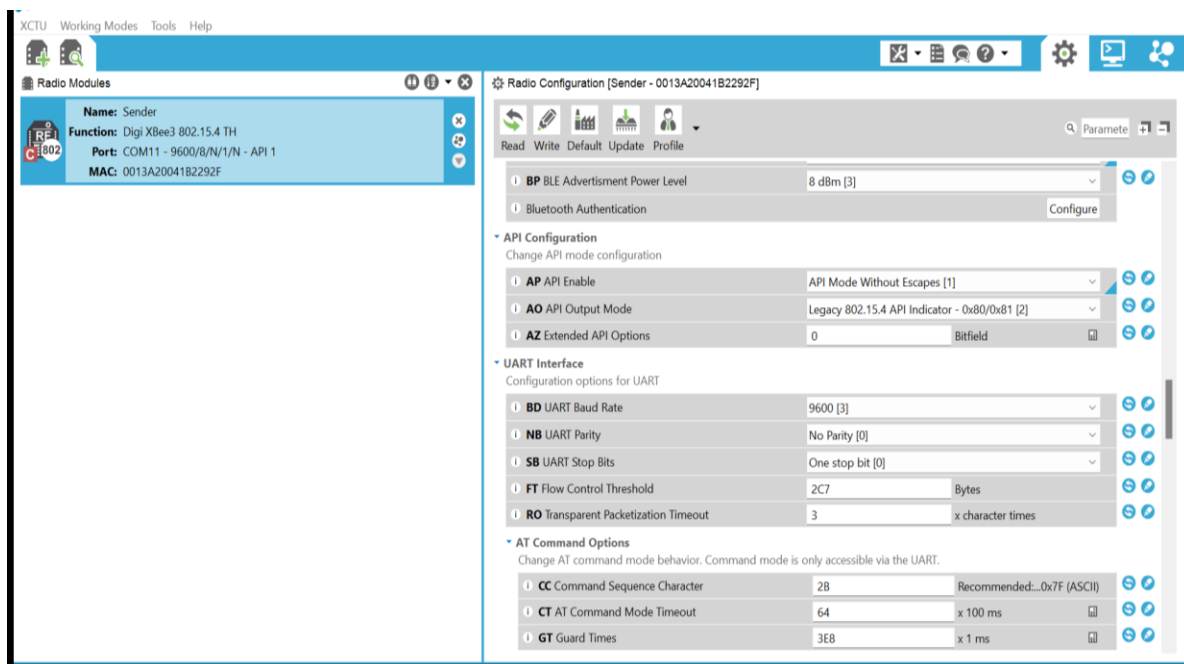 XCTU Working Modes Tools Help
Radio Modules
Name: Sender
Function: Digi XBee3 802.15.4 TH
Port: COM11 - 9600/8/N/1/N - API 1
MAC: 0013A20041B2292F
RF
C 802
Radio Configuration [Sender - 0013A20041B2292F]
Read Write Default Update Profile
Paramete
BP BLE Advertisment Power Level 8 dBm [3]
Bluetooth Authentication Configure
API Configuration
Change API mode configuration
AP API Enable API Mode Without Escapes [1]
AO API Output Mode Legacy 802.15.4 API Indicator - 0x80/0x81 [2]
AZ Extended API Options 0 Bitfield
UART Interface
Configuration options for UART
BD UART Baud Rate 9600 [3]
NB UART Parity No Parity [0]
SB UART Stop Bits One stop bit [0]
FT Flow Control Threshold 2C7 Bytes
RO Transparent Packetization Timeout 3 x character times
AT Command Options
Change AT command mode behavior. Command mode is only accessible via the UART.
CC Command Sequence Character 2B Recommended:...0x7F (ASCII)
CT AT Command Mode Timeout 64 x 100 ms
GT Guard Times 3E8 x 1 ms